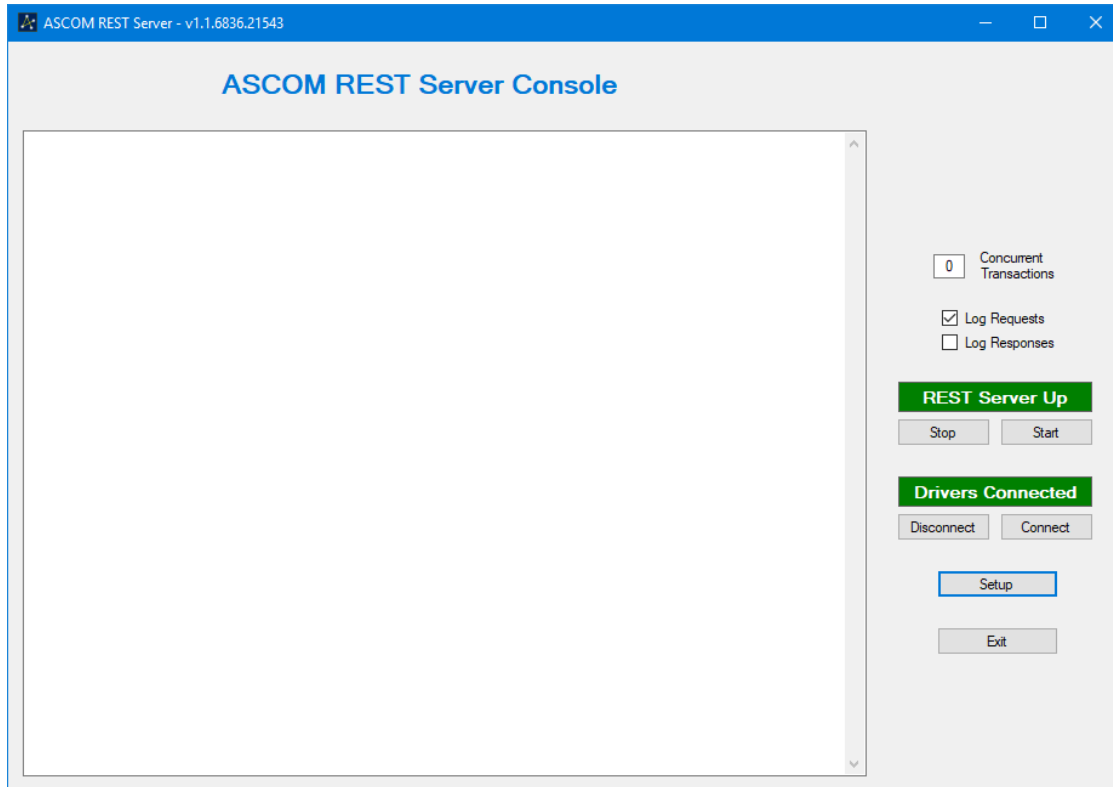 ASCOM REST Server - v1.1.6836.21543
ASCOM REST Server Console
0
Concurrent
Transactions
Log Requests
Log Responses
REST Server Up
Stop Start
Drivers Connected
Disconnect Connect
Setup
Exit